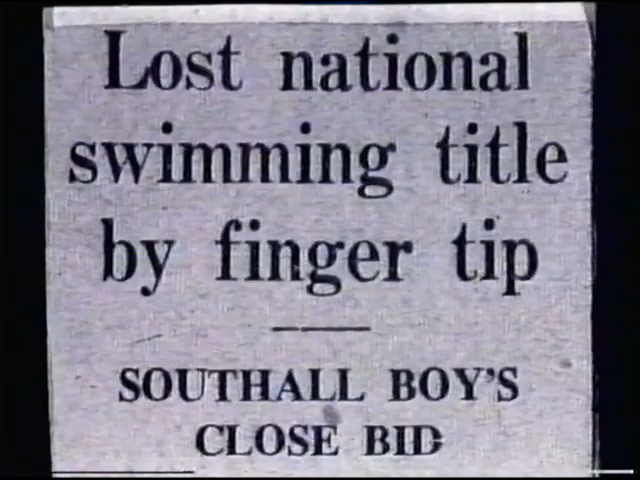 Lost national
swimming title
by finger tip
SOUTHALL BOY'S
CLOSE BID